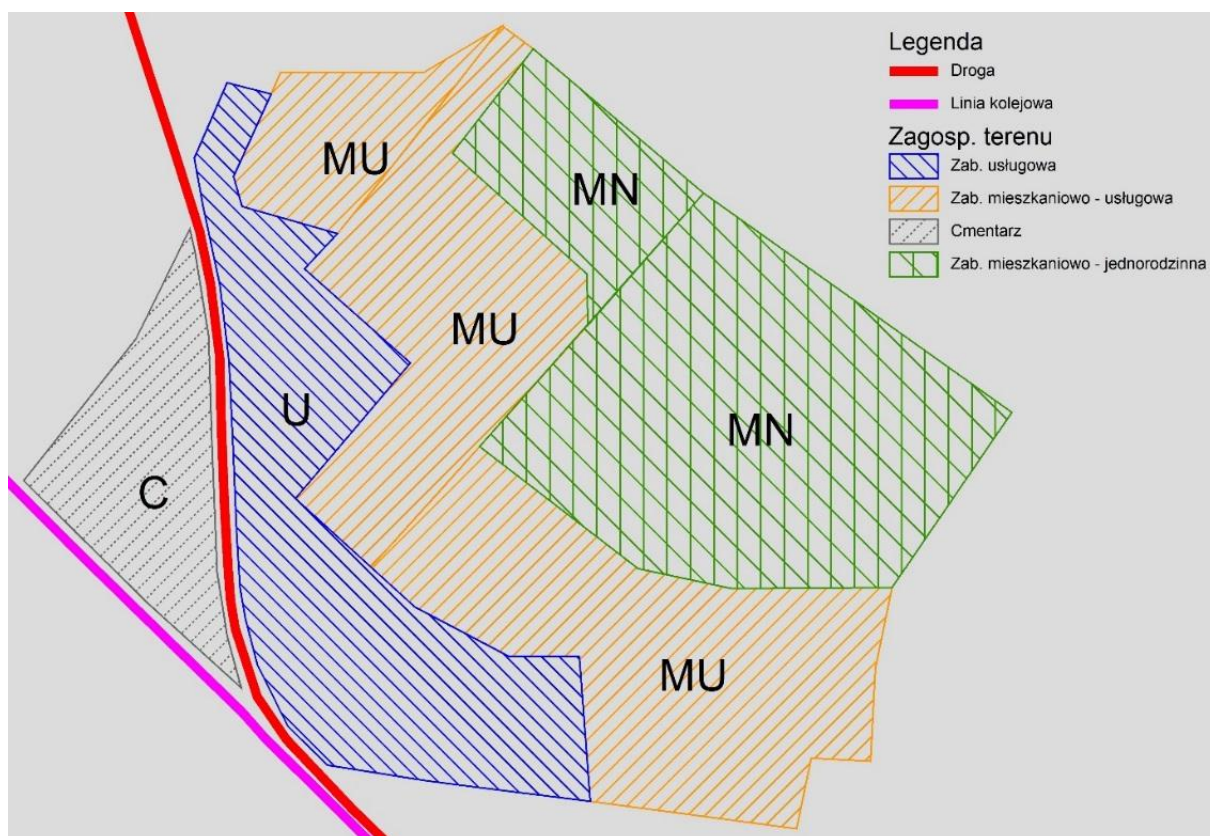 Legenda
Droga
Linia kolejowa
Zagosp. terenu
Zab. usługowa
Zab. mieszkaniowo - usługowa
Cmentarz
Zab. mieszkaniowo - jednorodzinna
MU
MN
MU
U
MN
C
MU